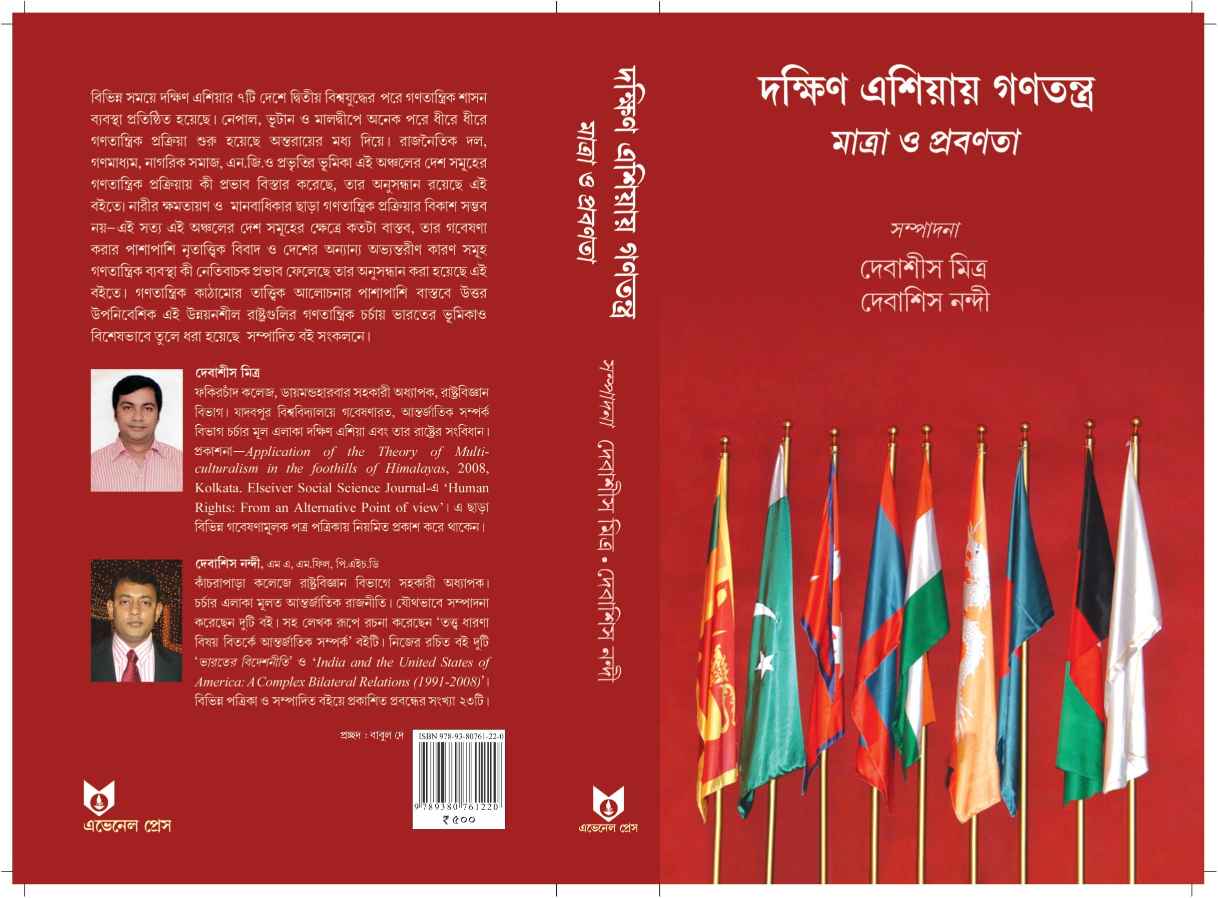 বিভিন্ন সময়ে দক্ষিণ এশিয়ার ৭টি দেশে দ্বিতীয় বিশ্বযুদ্ধের পরে গণতান্ত্রিক শাসন
ব্যবস্থা প্রতিষ্ঠিত হয়েছে। নেপাল, ভূটান ও মালদ্বীপে অনেক পরে ধীরে ধীরে
গণতান্ত্রিক প্রক্রিয়া শুরু হয়েছে অন্তরায়ের মধ্য দিয়ে। রাজনৈতিক দল,
গণমাধ্যম, নাগরিক সমাজ, এন.জি.ও প্রভৃতির ভূমিকা এই অঞ্চলের দেশ সমূহের
গণতান্ত্রিক প্রক্রিয়ায় কী প্রভাব বিস্তার করেছে, তার অনুসন্ধান রয়েছে এই
বইতে। নারীর ক্ষমতায়ণ ও মানবাধিকার ছাড়া গণতান্ত্রিক প্রক্রিয়ার বিকাশ সম্ভব
নয়–এই সত্য এই অঞ্চলের দেশ সমূহের ক্ষেত্রে কতটা বাস্তব, তার গবেষণা
করার পাশাপাশি নৃতাত্ত্বিক বিবাদ ও দেশের অন্যান্য অভ্যন্তরীণ কারণ সমূহ
গণতান্ত্রিক ব্যবস্থা কী নেতিবাচক প্রভাব ফেলেছে তার অনুসন্ধান করা হয়েছে এই
বইতে। গণতান্ত্রিক কাঠামোর তাত্ত্বিক আলোচনার পাশাপাশি বাস্তবে উত্তর
উপনিবেশিক এই উন্নয়নশীল রাষ্ট্রগুলির গণতান্ত্রিক চর্চায় ভারতের ভূমিকাও
বিশেষভাবে তুলে ধরা হয়েছে সম্পাদিত বই সংকলনে।
দেবাশীস মিত্র
ফকিরচাঁদ কলেজ, ডায়মন্ডহারবার সহকারী অধ্যাপক, রাষ্ট্রবিজ্ঞান
বিভাগ। যাদবপুর বিশ্ববিদ্যালয়ে গবেষণারত, আন্তর্জাতিক সম্পর্ক
বিভাগ চর্চার মূল এলাকা দক্ষিণ এশিয়া এবং তার রাষ্ট্রের সংবিধান।
প্রকাশনা—Application of the Theory of Multi-
culturalism in the foothills of Himalayas, 2008,
Kolkata. Elseiver Social Science Journal-এ ‘Human
Rights: From an Alternative Point of view’। এ ছাড়া
বিভিন্ন গবেষণামূলক পত্র পত্রিকায় নিয়মিত প্রকাশ করে থাকেন।
দেবাশিস নন্দী, এম এ, এম.ফিল, পি.এইচ.ডি
কাঁচরাপাড়া কলেজে রাষ্ট্রবিজ্ঞান বিভাগে সহকারী অধ্যাপক।
চর্চার এলাকা মূলত আন্তর্জাতিক রাজনীতি। যৌথভাবে সম্পাদনা
করেছেন দুটি বই। সহ লেখক রূপে রচনা করেছেন ‘তত্ত্ব ধারণা
বিষয় বিতর্কে আন্তর্জাতিক সম্পর্ক’ বইটি। নিজের রচিত বই দুটি
‘ভারতের বিদেশনীতি’ ও ‘India and the United States of
America: A Complex Bilateral Relations (1991-2008)’।
বিভিন্ন পত্রিকা ও সম্পাদিত বইয়ে প্রকাশিত প্রবন্ধের সংখ্যা ২৩টি।
প্রচ্ছদ : বাবুল দে
ISBN 978-93-80761-22-0
9 789380 761220
₹ ৫০০
এভেনেল প্রেস
দক্ষিণ এশিয়ায় গণতন্ত্র
মাত্রা ও প্রবণতা
সম্পাদনা দেবাশীস মিত্র • দেবাশিস নন্দী
এভেনেল প্রেস
দক্ষিণ এশিয়ায় গণতন্ত্র
মাত্রা ও প্রবণতা
সম্পাদনা
দেবাশীস মিত্র
দেবাশিস নন্দী